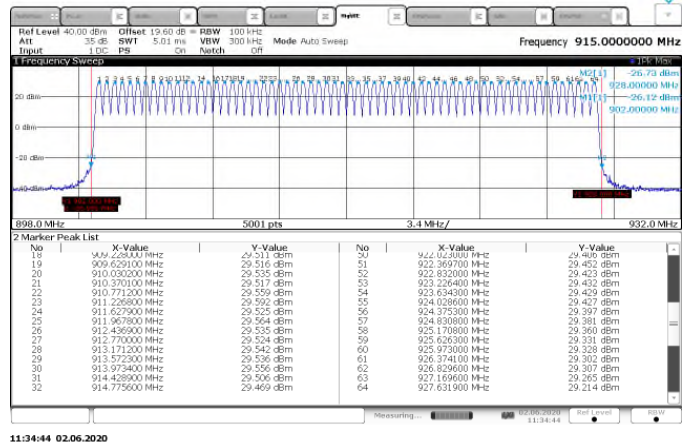 Ref Level 40.00 dBm Offset 19.60 dB RBW 100 kHz
Att 35 dB SWT 5.01 ms VBW 300 kHz Mode Auto Sweep
Input 1 DC PS On Notch Off
Frequency 915.0000000 MHz
1 Frequency Sweep
1Pk Max
M2[1] -26.73 dBm
928.00000 MHz
M1[1] -26.12 dBm
902.00000 MHz
20 dBm
0 dBm
-20 dBm
-40 dBm
898.0 MHz 5001 pts 3.4 MHz/ 932.0 MHz
2 Marker Peak List
No X-Value Y-Value No X-Value Y-Value
18 909.228000 MHz 29.511 dBm 50 922.023000 MHz 29.406 dBm
19 909.629100 MHz 29.516 dBm 51 922.369700 MHz 29.452 dBm
20 910.030200 MHz 29.535 dBm 52 922.832000 MHz 29.423 dBm
21 910.370100 MHz 29.517 dBm 53 923.226400 MHz 29.432 dBm
22 910.771200 MHz 29.559 dBm 54 923.634300 MHz 29.429 dBm
23 911.226800 MHz 29.592 dBm 55 924.028600 MHz 29.427 dBm
24 911.627900 MHz 29.525 dBm 56 924.375300 MHz 29.397 dBm
25 911.967800 MHz 29.564 dBm 57 924.830800 MHz 29.381 dBm
26 912.436900 MHz 29.535 dBm 58 925.170800 MHz 29.360 dBm
27 912.770000 MHz 29.524 dBm 59 925.626300 MHz 29.331 dBm
28 913.171200 MHz 29.542 dBm 60 925.973000 MHz 29.328 dBm
29 913.572300 MHz 29.536 dBm 61 926.374100 MHz 29.302 dBm
30 913.973400 MHz 29.556 dBm 62 926.829600 MHz 29.307 dBm
31 914.428900 MHz 29.506 dBm 63 927.169600 MHz 29.265 dBm
32 914.775600 MHz 29.469 dBm 64 927.631900 MHz 29.214 dBm
Measuring...
02.06.2020
11:34:44
Ref Level
RBW
11:34:44 02.06.2020